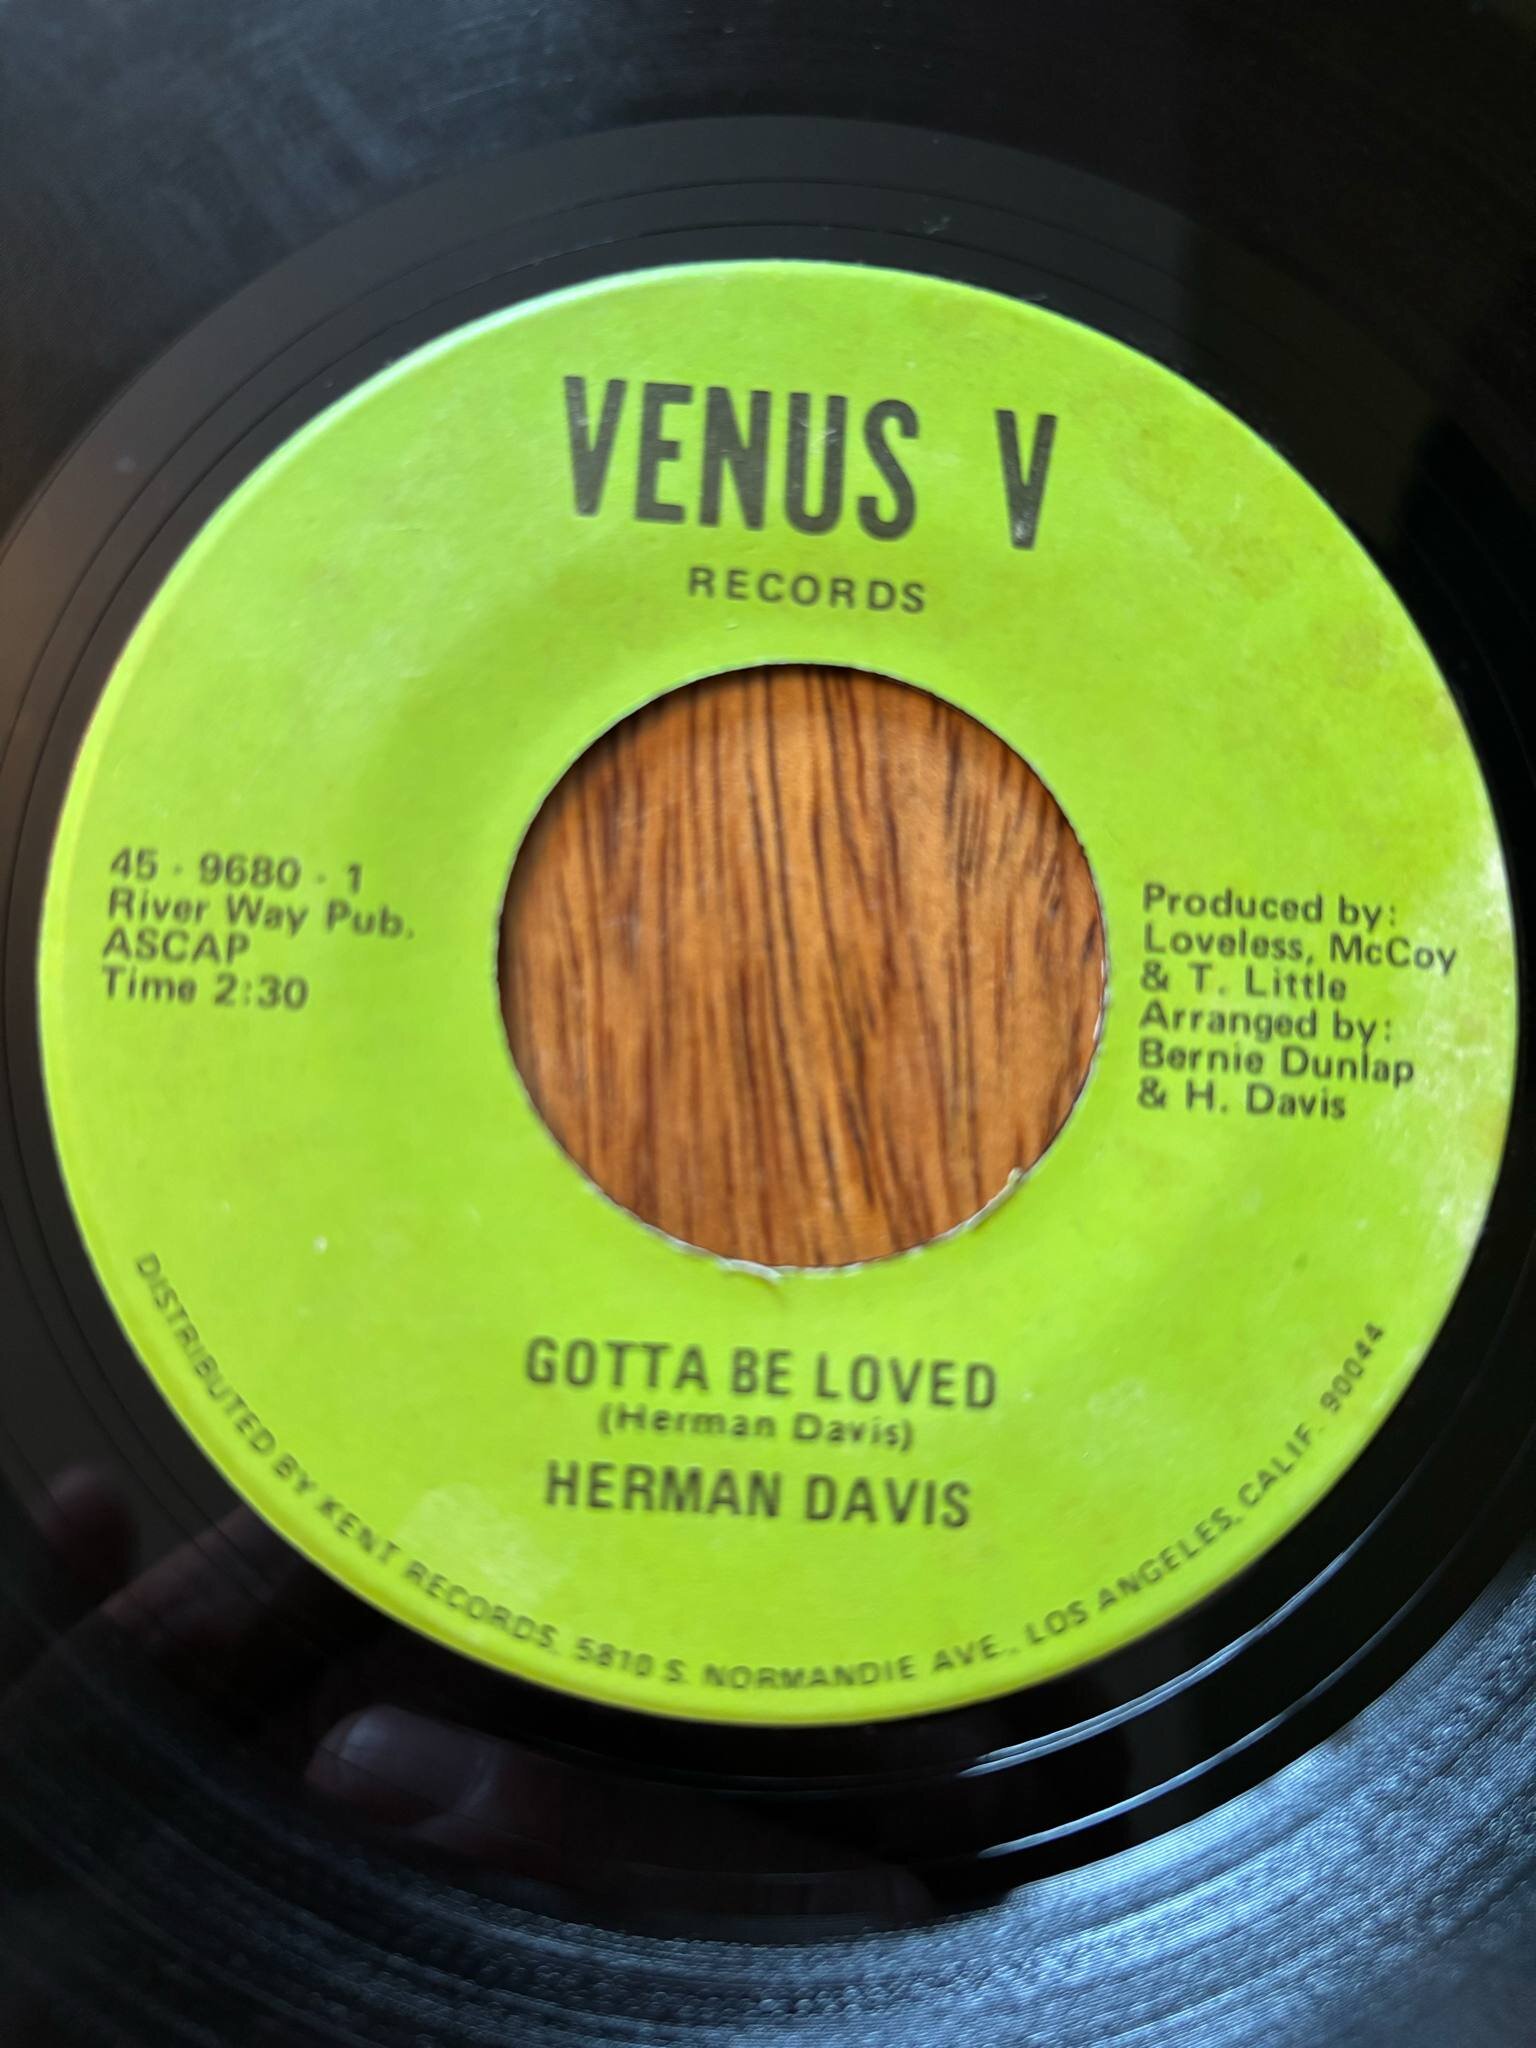 VENUS V
RECORDS
45 · 9680 · 1
River Way Pub.
ASCAP
Time 2:30
Produced by:
Loveless, McCoy
& T. Little
Arranged by:
Bernie Dunlap
& H. Davis
GOTTA BE LOVED
(Herman Davis)
HERMAN DAVIS
DISTRIBUTED BY KENT RECORDS, 5810 S. NORMANDIE AVE., LOS ANGELES, CALIF. 90044